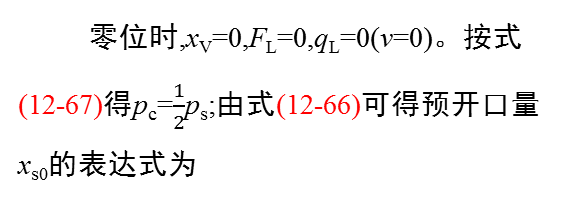 零位时,xV=0,FL=0,qL=0(v=0)。按式
(12-67)得pc=1/2ps;由式(12-66)可得预开口量
xs0的表达式为